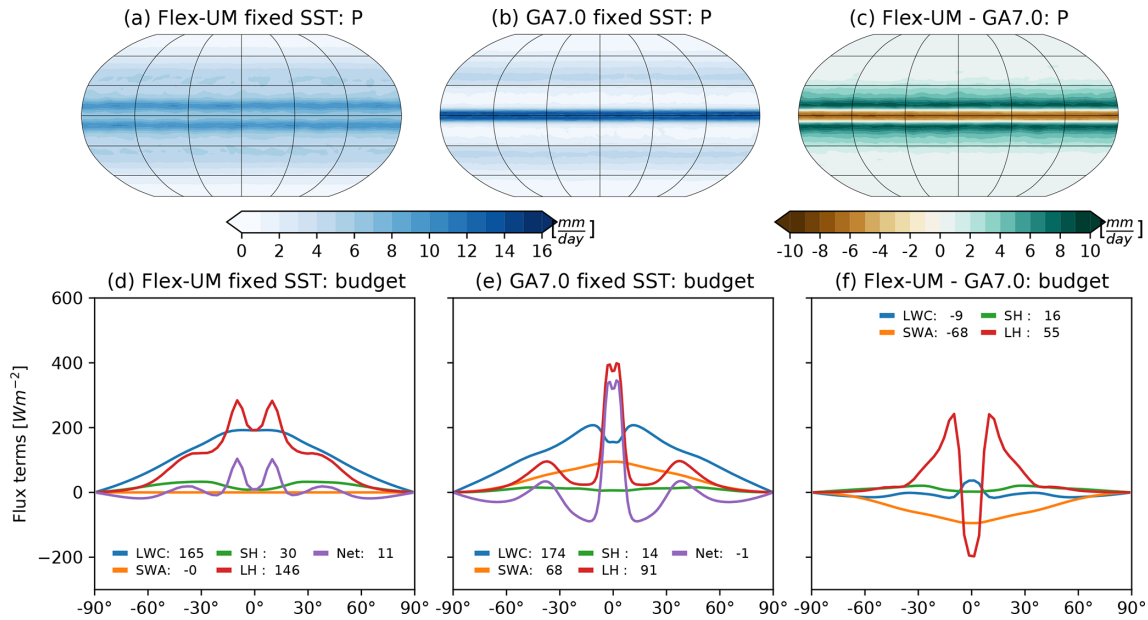 (a) Flex-UM fixed SST: P
(b) GA7.0 fixed SST: P
(c) Flex-UM - GA7.0: P
0 2 4 6 8 10 12 14 16
[mm/day]
-10 -8 -6 -4 -2 0 2 4 6 8 10
[mm/day]
(d) Flex-UM fixed SST: budget
(e) GA7.0 fixed SST: budget
(f) Flex-UM - GA7.0: budget
Flux terms [Wm⁻²]
600
400
200
0
−200
LWC: 165 SH : 30 Net: 11
SWA: -0 LH : 146
LWC: 174 SH : 14 Net: -1
SWA: 68 LH : 91
LWC: -9 SH : 16
SWA: -68 LH : 55
-90° -60° -30° 0° 30° 60° 90°
-90° -60° -30° 0° 30° 60° 90°
-90° -60° -30° 0° 30° 60° 90°